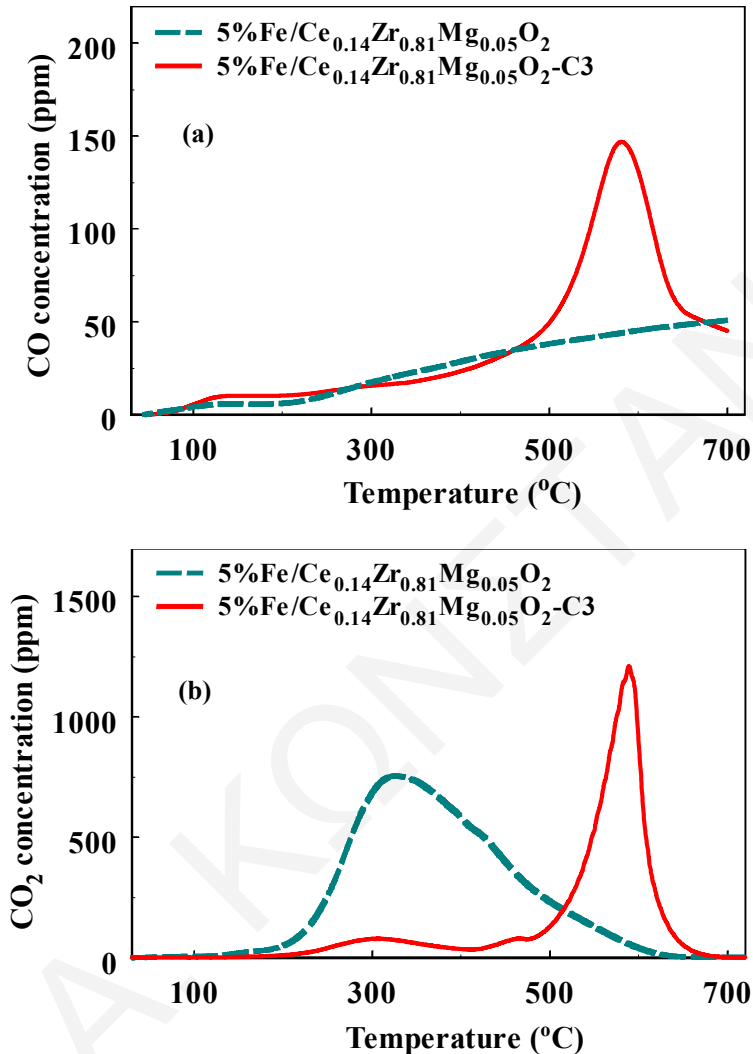 5%Fe/Ce0.14Zr0.81Mg0.05O2
5%Fe/Ce0.14Zr0.81Mg0.05O2-C3
(a)
CO concentration (ppm)
200
150
100
50
0
100 300 500 700
Temperature (oC)
5%Fe/Ce0.14Zr0.81Mg0.05O2
5%Fe/Ce0.14Zr0.81Mg0.05O2-C3
(b)
CO2 concentration (ppm)
1500
1000
500
0
100 300 500 700
Temperature (oC)
Α. ΚΩΝΣΤΑΝ